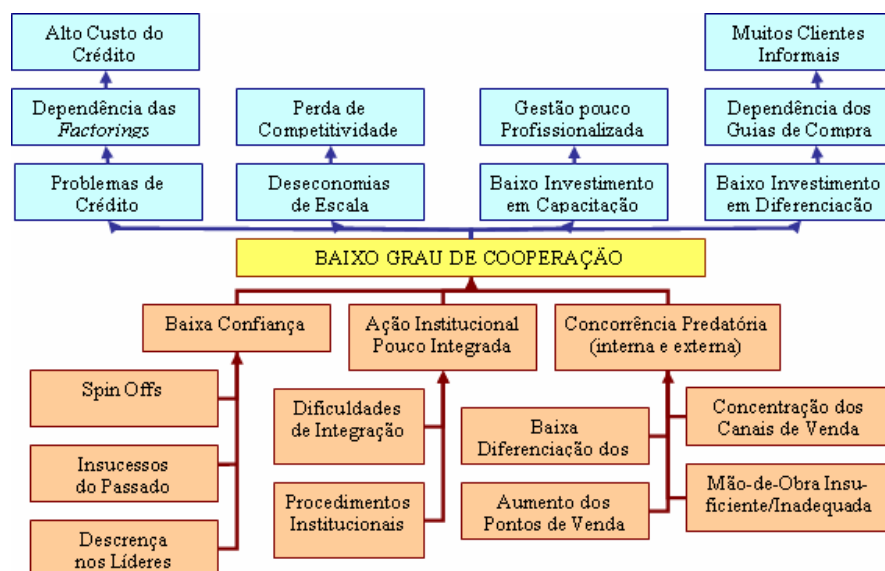 Alto Custo do
Crédito
Muitos Clientes
Informais
Dependência das
Factorings
Perda de
Competitividade
Gestão pouco
Profissionalizada
Dependência dos
Guias de Compra
Problemas de
Crédito
Deseconomias
de Escala
Baixo Investimento
em Capacitação
Baixo Investimento
em Diferenciacão
BAIXO GRAU DE COOPERAÇÃO
Baixa Confiança
Ação Institucional
Pouco Integrada
Concorrência Predatória
(interna e externa)
Spin Offs
Dificuldades
de Integração
Baixa
Diferenciação dos
Concentração dos
Canais de Venda
Insucessos
do Passado
Procedimentos
Institucionais
Aumento dos
Pontos de Venda
Mão-de-Obra Insu-
ficiente/Inadequada
Descrença
nos Líderes